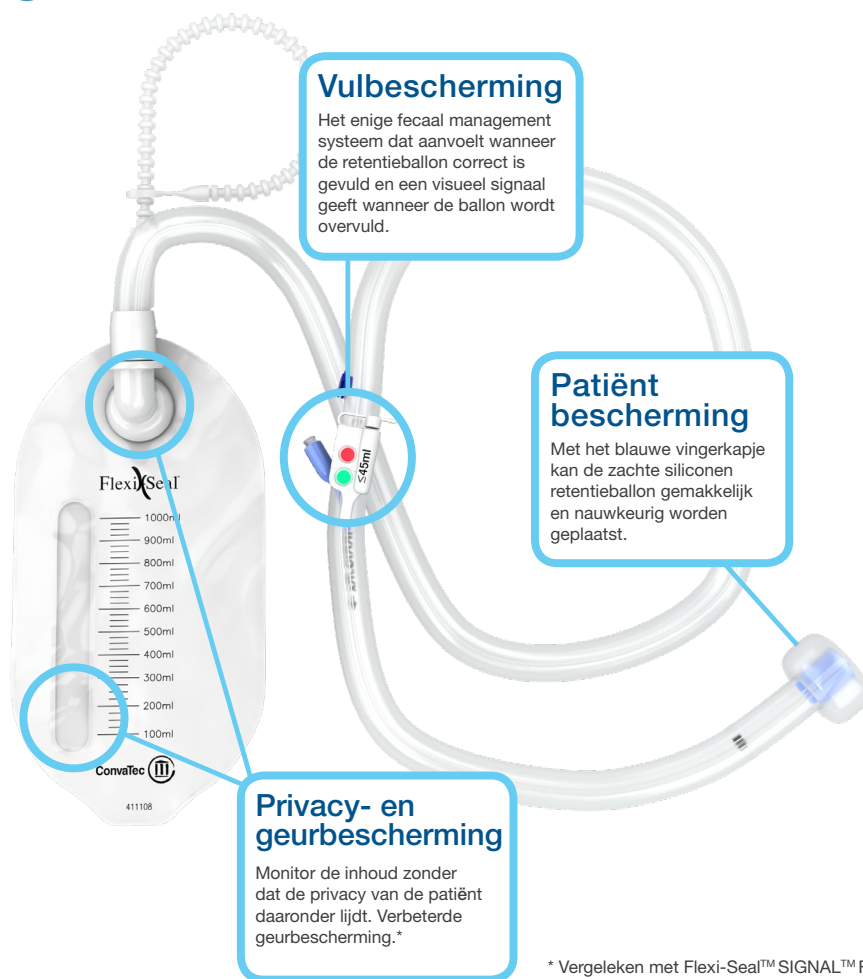 Vulbescherming
Het enige fecaal management
systeem dat aanvoelt wanneer
de retentieballon correct is
gevuld en een visueel signaal
geeft wanneer de ballon wordt
overvuld.
Patiënt
bescherming
Met het blauwe vingerkapje
kan de zachte siliconen
retentieballon gemakkelijk
en nauwkeurig worden
geplaatst.
≤45ml
Flexi Seal
1000ml
900ml
800ml
700ml
600ml
500ml
400ml
300ml
200ml
100ml
ConvaTec
411108
Privacy- en
geurbescherming
Monitor de inhoud zonder
dat de privacy van de patiënt
daaronder lijdt. Verbeterde
geurbescherming.*
* Vergeleken met Flexi-Seal™ SIGNAL™